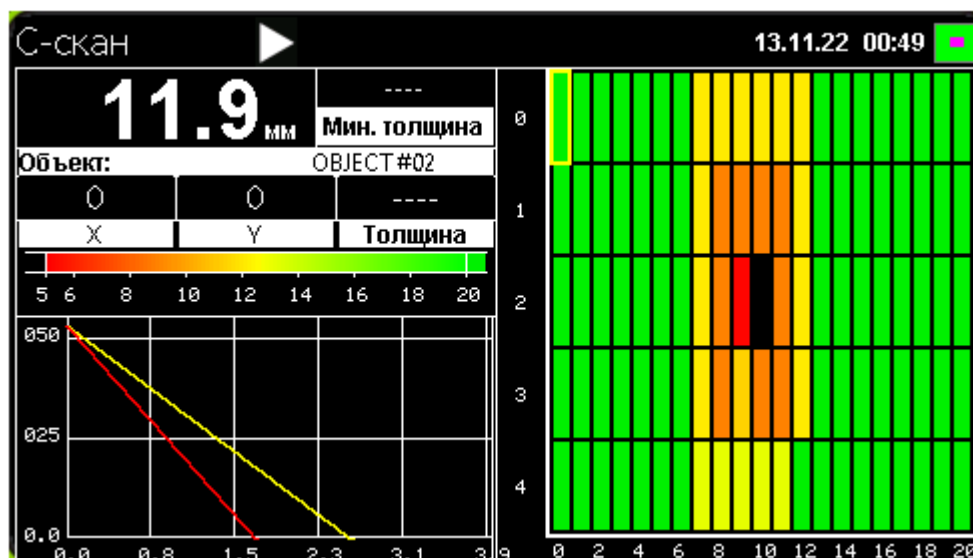 С-скан
13.11.22 00:49
11.9 мм
----
Мин. толщина
Объект: OBJECT #02
0 0 ----
X Y Толщина
5 6 8 10 12 14 16 18 20
050
025
0.0
0.0 0.8 1.5 2.3 3.1 3.9
0
1
2
3
4
0 2 4 6 8 10 12 14 16 18 20